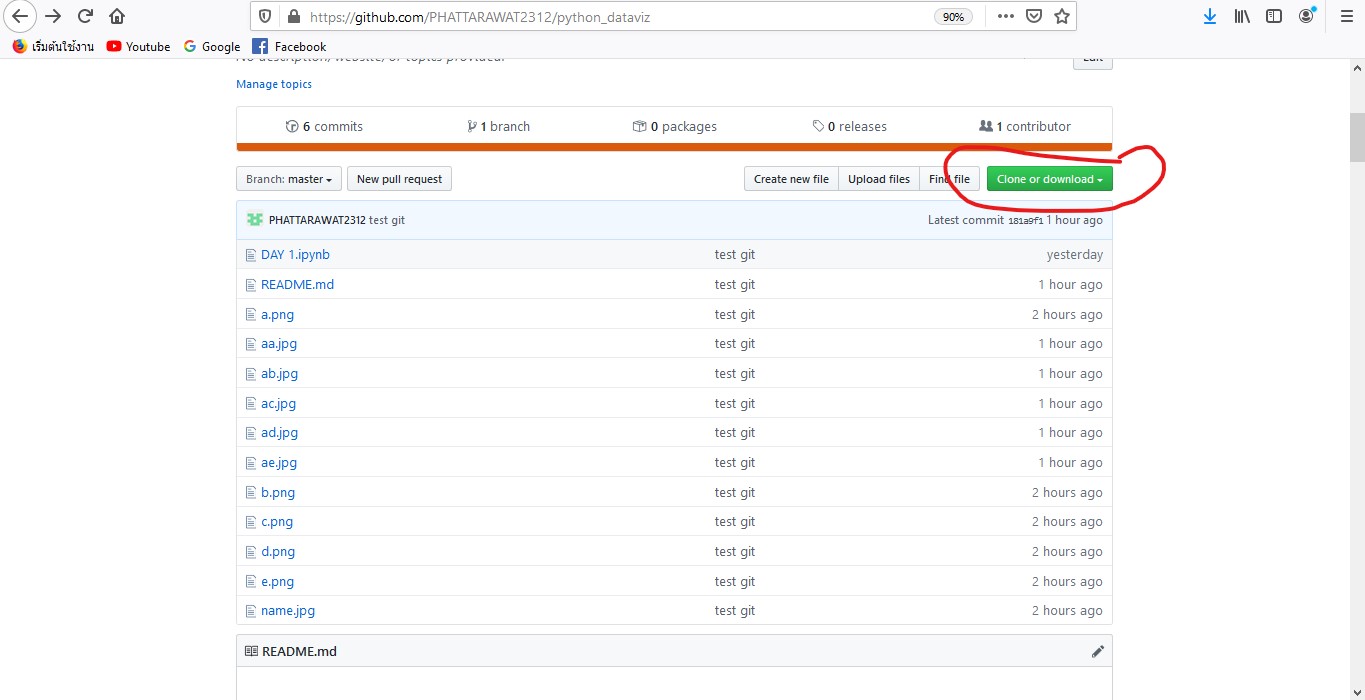 https://github.com/PHATTARAWAT2312/python_dataviz 90%
เริ่มต้นใช้งาน Youtube Google Facebook
No description, website, or topics provided. Edit
Manage topics
6 commits 1 branch 0 packages 0 releases 1 contributor
Branch: master New pull request Create new file Upload files Find file Clone or download
PHATTARAWAT2312 test git Latest commit 181a9f1 1 hour ago
DAY 1.ipynb test git yesterday
README.md test git 1 hour ago
a.png test git 2 hours ago
aa.jpg test git 1 hour ago
ab.jpg test git 1 hour ago
ac.jpg test git 1 hour ago
ad.jpg test git 1 hour ago
ae.jpg test git 1 hour ago
b.png test git 2 hours ago
c.png test git 2 hours ago
d.png test git 2 hours ago
e.png test git 2 hours ago
name.jpg test git 2 hours ago
README.md